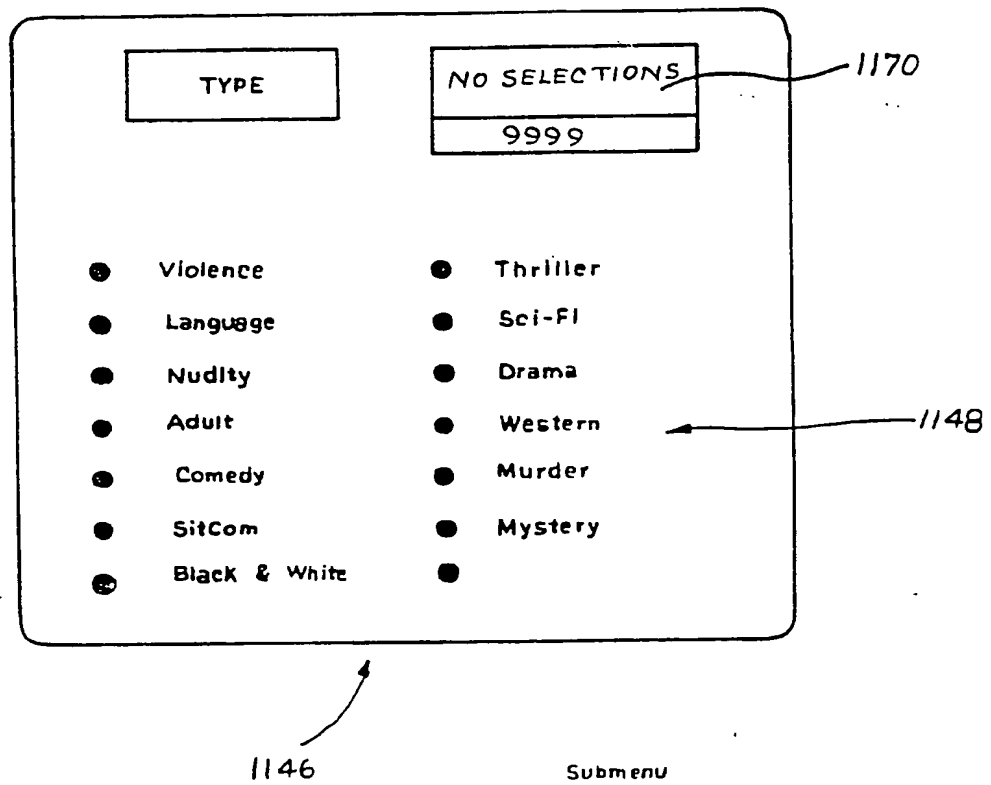 TYPE
NO SELECTIONS
1170
9999
Violence
Language
Nudity
Adult
Comedy
SitCom
Black & White
Thriller
Sci-Fi
Drama
Western
Murder
Mystery
1148
1146
Submenu